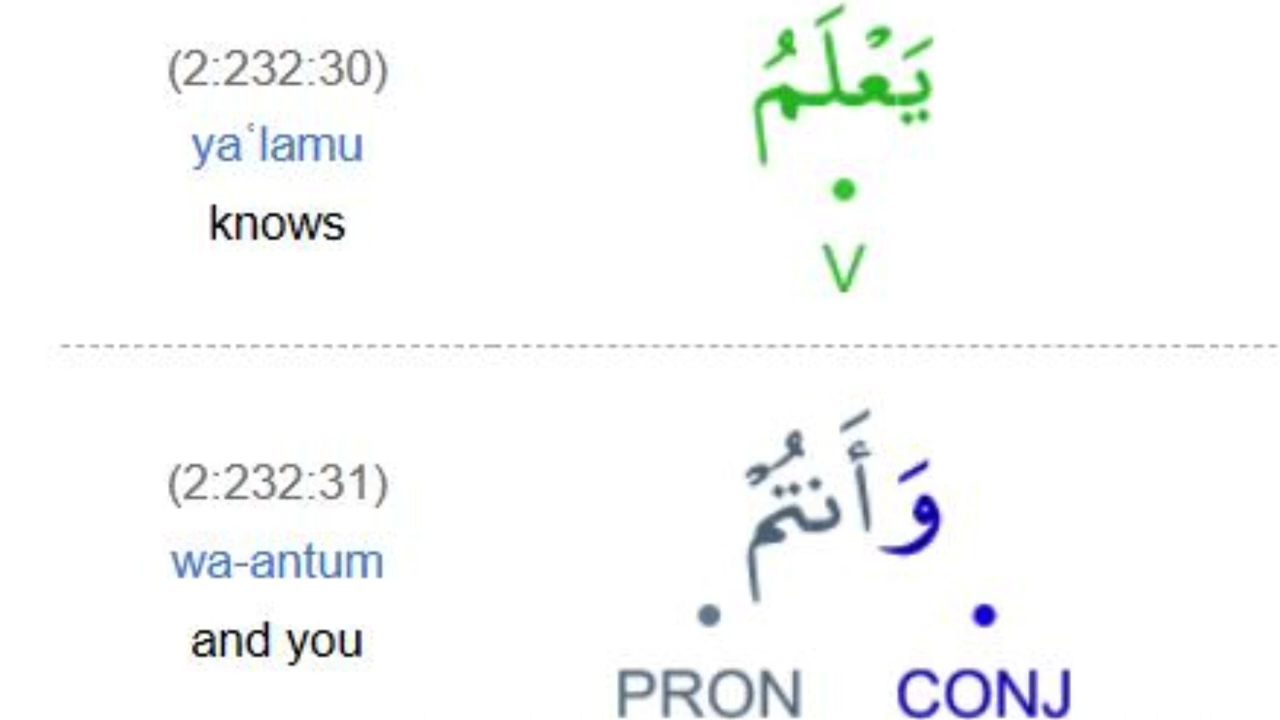 (2:232:30)
yaʿlamu
knows
يَعْلَمُ
V
(2:232:31)
wa-antum
and you
وَأَنتُمْ
PRON CONJ